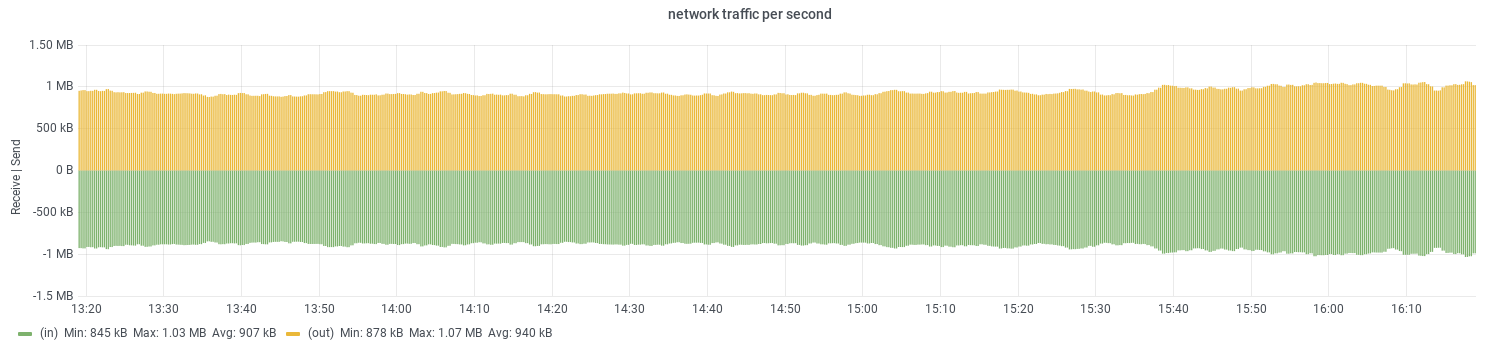 network traffic per second
1.50 MB
1 MB
500 kB
0 B
-500 kB
-1 MB
-1.5 MB
Receive | Send
13:20 13:30 13:40 13:50 14:00 14:10 14:20 14:30 14:40 14:50 15:00 15:10 15:20 15:30 15:40 15:50 16:00 16:10
(in) Min: 845 kB Max: 1.03 MB Avg: 907 kB (out) Min: 878 kB Max: 1.07 MB Avg: 940 kB